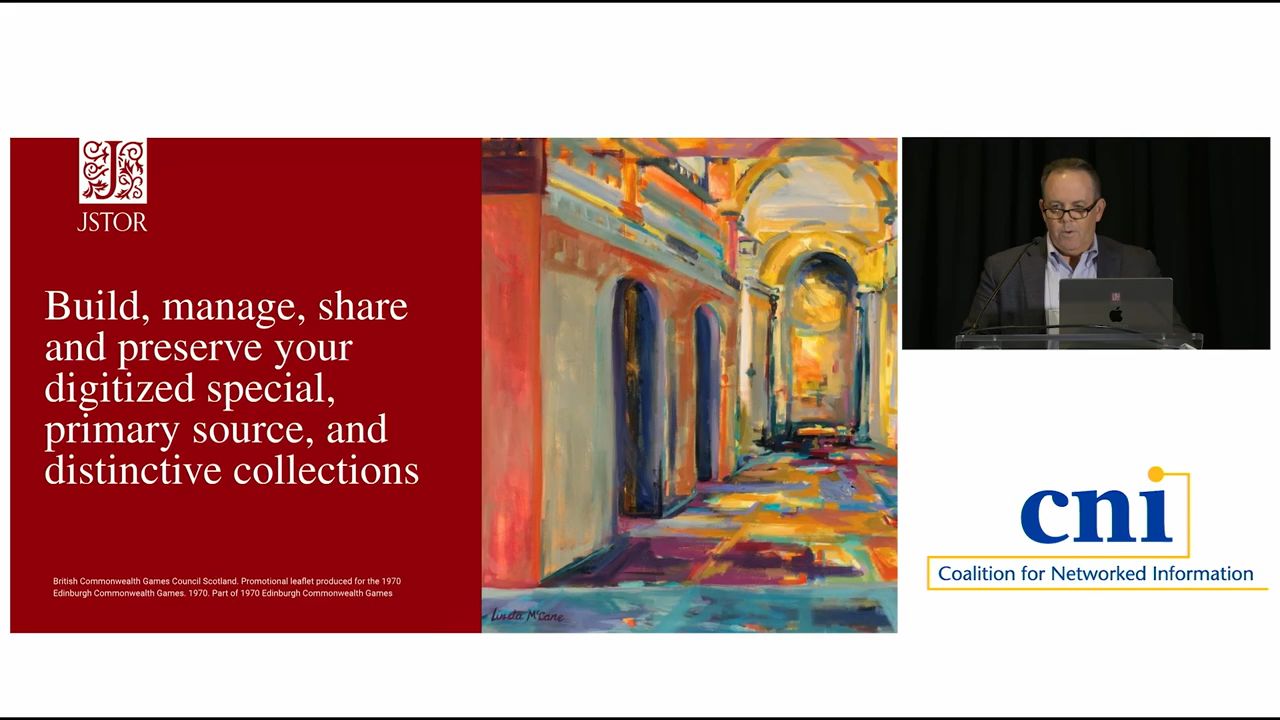 JSTOR
Build, manage, share
and preserve your
digitized special,
primary source, and
distinctive collections
British Commonwealth Games Council Scotland. Promotional leaflet produced for the 1970
Edinburgh Commonwealth Games. 1970. Part of 1970 Edinburgh Commonwealth Games
Linda McCane
cni
Coalition for Networked Information